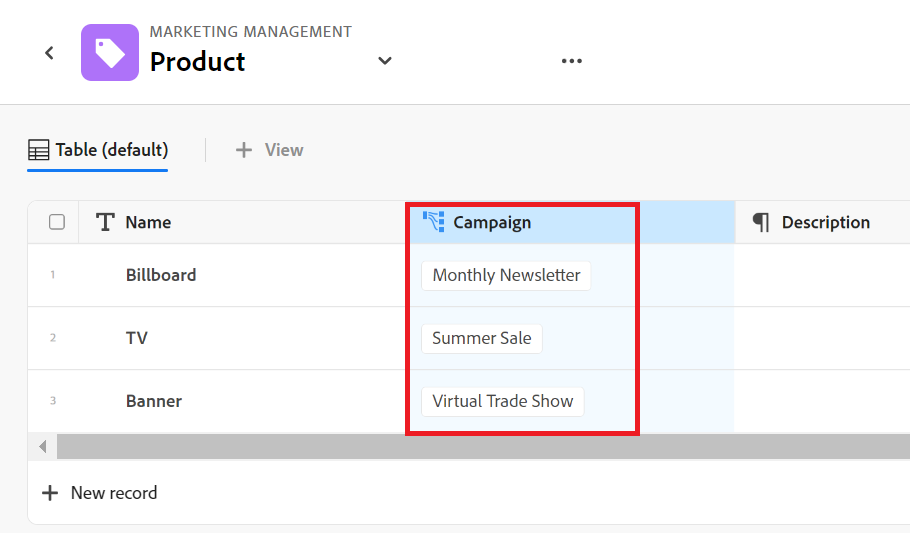 MARKETING MANAGEMENT
Product
Table (default) View
Name Campaign Description
1 Billboard Monthly Newsletter
2 TV Summer Sale
3 Banner Virtual Trade Show
New record